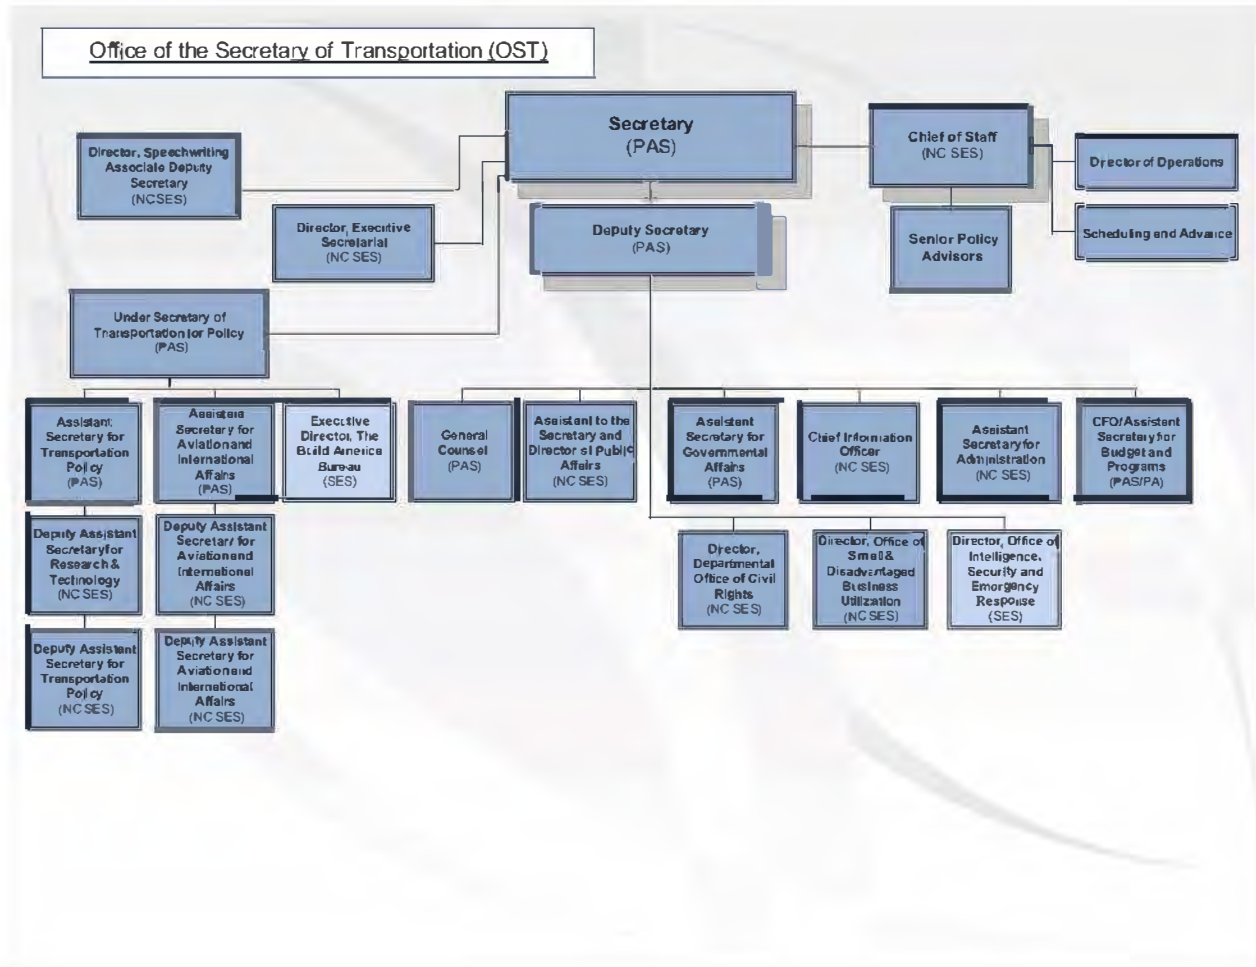 Office of the Secretary of Transportation (OST)
Secretary
(PAS)
Chief of Staff
(NC SES)
Director of Operations
Scheduling and Advance
Senior Policy
Advisors
Director, Speechwriting
Associate Deputy
Secretary
(NCSES)
Director, Executive
Secretarial
(NC SES)
Deputy Secretary
(PAS)
Under Secretary of
Transportation for Policy
(PAS)
Assistant
Secretary for
Transportation
Policy
(PAS)
Assistant
Secretary for
Aviation and
International
Affairs
(PAS)
Executive
Director, The
Build America
Bureau
(SES)
General
Counsel
(PAS)
Assistant to the
Secretary and
Director of Public
Affairs
(NC SES)
Assistant
Secretary for
Governmental
Affairs
(PAS)
Chief Information
Officer
(NC SES)
Assistant
Secretary for
Administration
(NC SES)
CFO/Assistant
Secretary for
Budget and
Programs
(PAS/PA)
Deputy Assistant
Secretary for
Research &
Technology
(NC SES)
Deputy Assistant
Secretary for
Aviation and
International
Affairs
(NC SES)
Director,
Departmental
Office of Civil
Rights
(NC SES)
Director, Office of
Small &
Disadvantaged
Business
Utilization
(NC SES)
Director, Office of
Intelligence,
Security and
Emergency
Response
(SES)
Deputy Assistant
Secretary for
Transportation
Policy
(NC SES)
Deputy Assistant
Secretary for
Aviation and
International
Affairs
(NC SES)